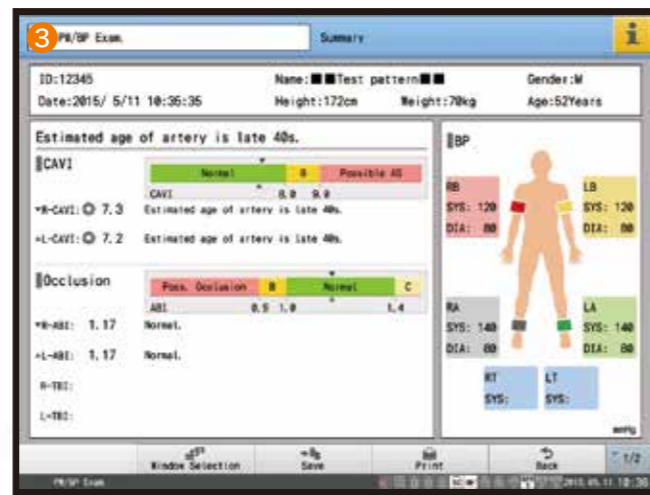 3 PW/BP Exam. Summary i
ID:12345 Name:■■Test pattern■■ Gender:M
Date:2015/ 5/11 10:35:35 Height:172cm Weight:70kg Age:52Years
Estimated age of artery is late 40s.
CAVI
Normal B Possible AS
CAVI 8.0 9.0
R-CAVI: 7.3 Estimated age of artery is late 40s.
L-CAVI: 7.2 Estimated age of artery is late 40s.
Occlusion
Poss. Occlusion B Normal C
ABI 0.9 1.0 1.4
R-ABI: 1.17 Normal.
L-ABI: 1.17 Normal.
R-TBI:
L-TBI:
BP
RB
SYS: 120
DIA: 80
LB
SYS: 120
DIA: 80
RA
SYS: 140
DIA: 80
LA
SYS: 140
DIA: 80
RT
SYS:
LT
SYS:
mmHg
Window Selection Save Print Back 1/2
PW/BP Exam 2015. 05. 11 10:36